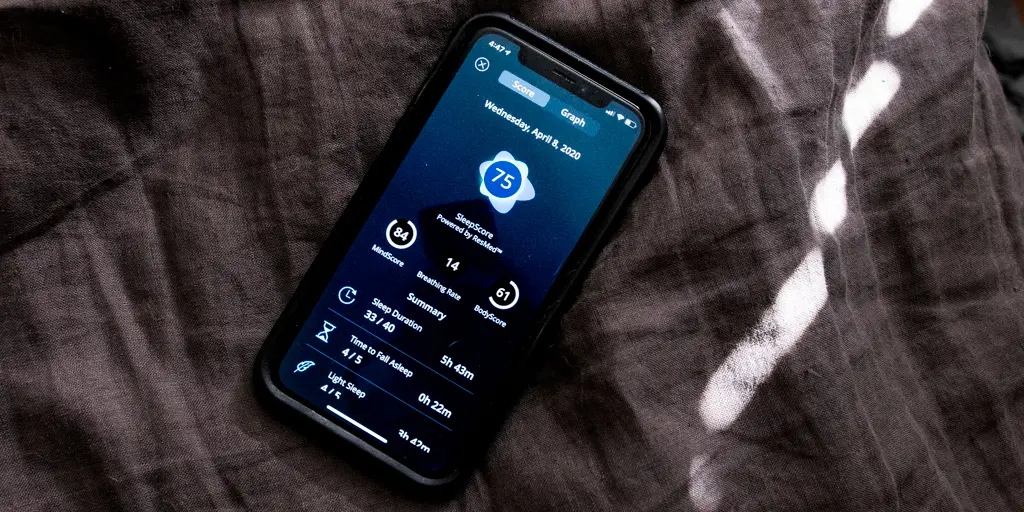 4:47
Score Graph
Wednesday, April 8, 2020
75
SleepScore
Powered by ResMed™
84
MindScore
14
Breathing Rate
61
BodyScore
Summary
Sleep Duration
33 / 40
5h 43m
Time to Fall Asleep
4 / 5
0h 22m
Light Sleep
4 / 5
3h 42m